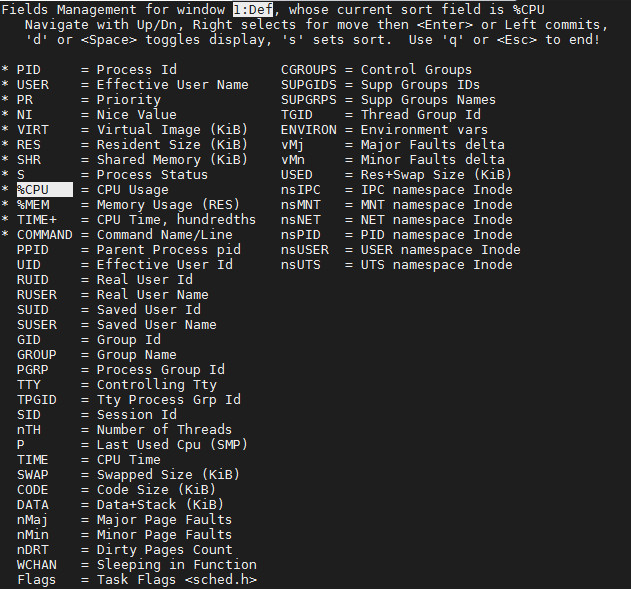 Fields Management for window 1:Def, whose current sort field is %CPU
   Navigate with Up/Dn, Right selects for move then <Enter> or Left commits,
   'd' or <Space> toggles display, 's' sets sort.  Use 'q' or <Esc> to end!

* PID     = Process Id             CGROUPS = Control Groups
* USER    = Effective User Name    SUPGIDS = Supp Groups IDs
* PR      = Priority               SUPGRPS = Supp Groups Names
* NI      = Nice Value             TGID    = Thread Group Id
* VIRT    = Virtual Image (KiB)    ENVIRON = Environment vars
* RES     = Resident Size (KiB)    vMj     = Major Faults delta
* SHR     = Shared Memory (KiB)    vMn     = Minor Faults delta
* S       = Process Status         USED    = Res+Swap Size (KiB)
* %CPU    = CPU Usage              nsIPC   = IPC namespace Inode
* %MEM    = Memory Usage (RES)     nsMNT   = MNT namespace Inode
* TIME+   = CPU Time, hundredths   nsNET   = NET namespace Inode
* COMMAND = Command Name/Line      nsPID   = PID namespace Inode
  PPID    = Parent Process pid     nsUSER  = USER namespace Inode
  UID     = Effective User Id      nsUTS   = UTS namespace Inode
  RUID    = Real User Id
  RUSER   = Real User Name
  SUID    = Saved User Id
  SUSER   = Saved User Name
  GID     = Group Id
  GROUP   = Group Name
  PGRP    = Process Group Id
  TTY     = Controlling Tty
  TPGID   = Tty Process Grp Id
  SID     = Session Id
  nTH     = Number of Threads
  P       = Last Used Cpu (SMP)
  TIME    = CPU Time
  SWAP    = Swapped Size (KiB)
  CODE    = Code Size (KiB)
  DATA    = Data+Stack (KiB)
  nMaj    = Major Page Faults
  nMin    = Minor Page Faults
  nDRT    = Dirty Pages Count
  WCHAN   = Sleeping in Function
  Flags   = Task Flags <sched.h>